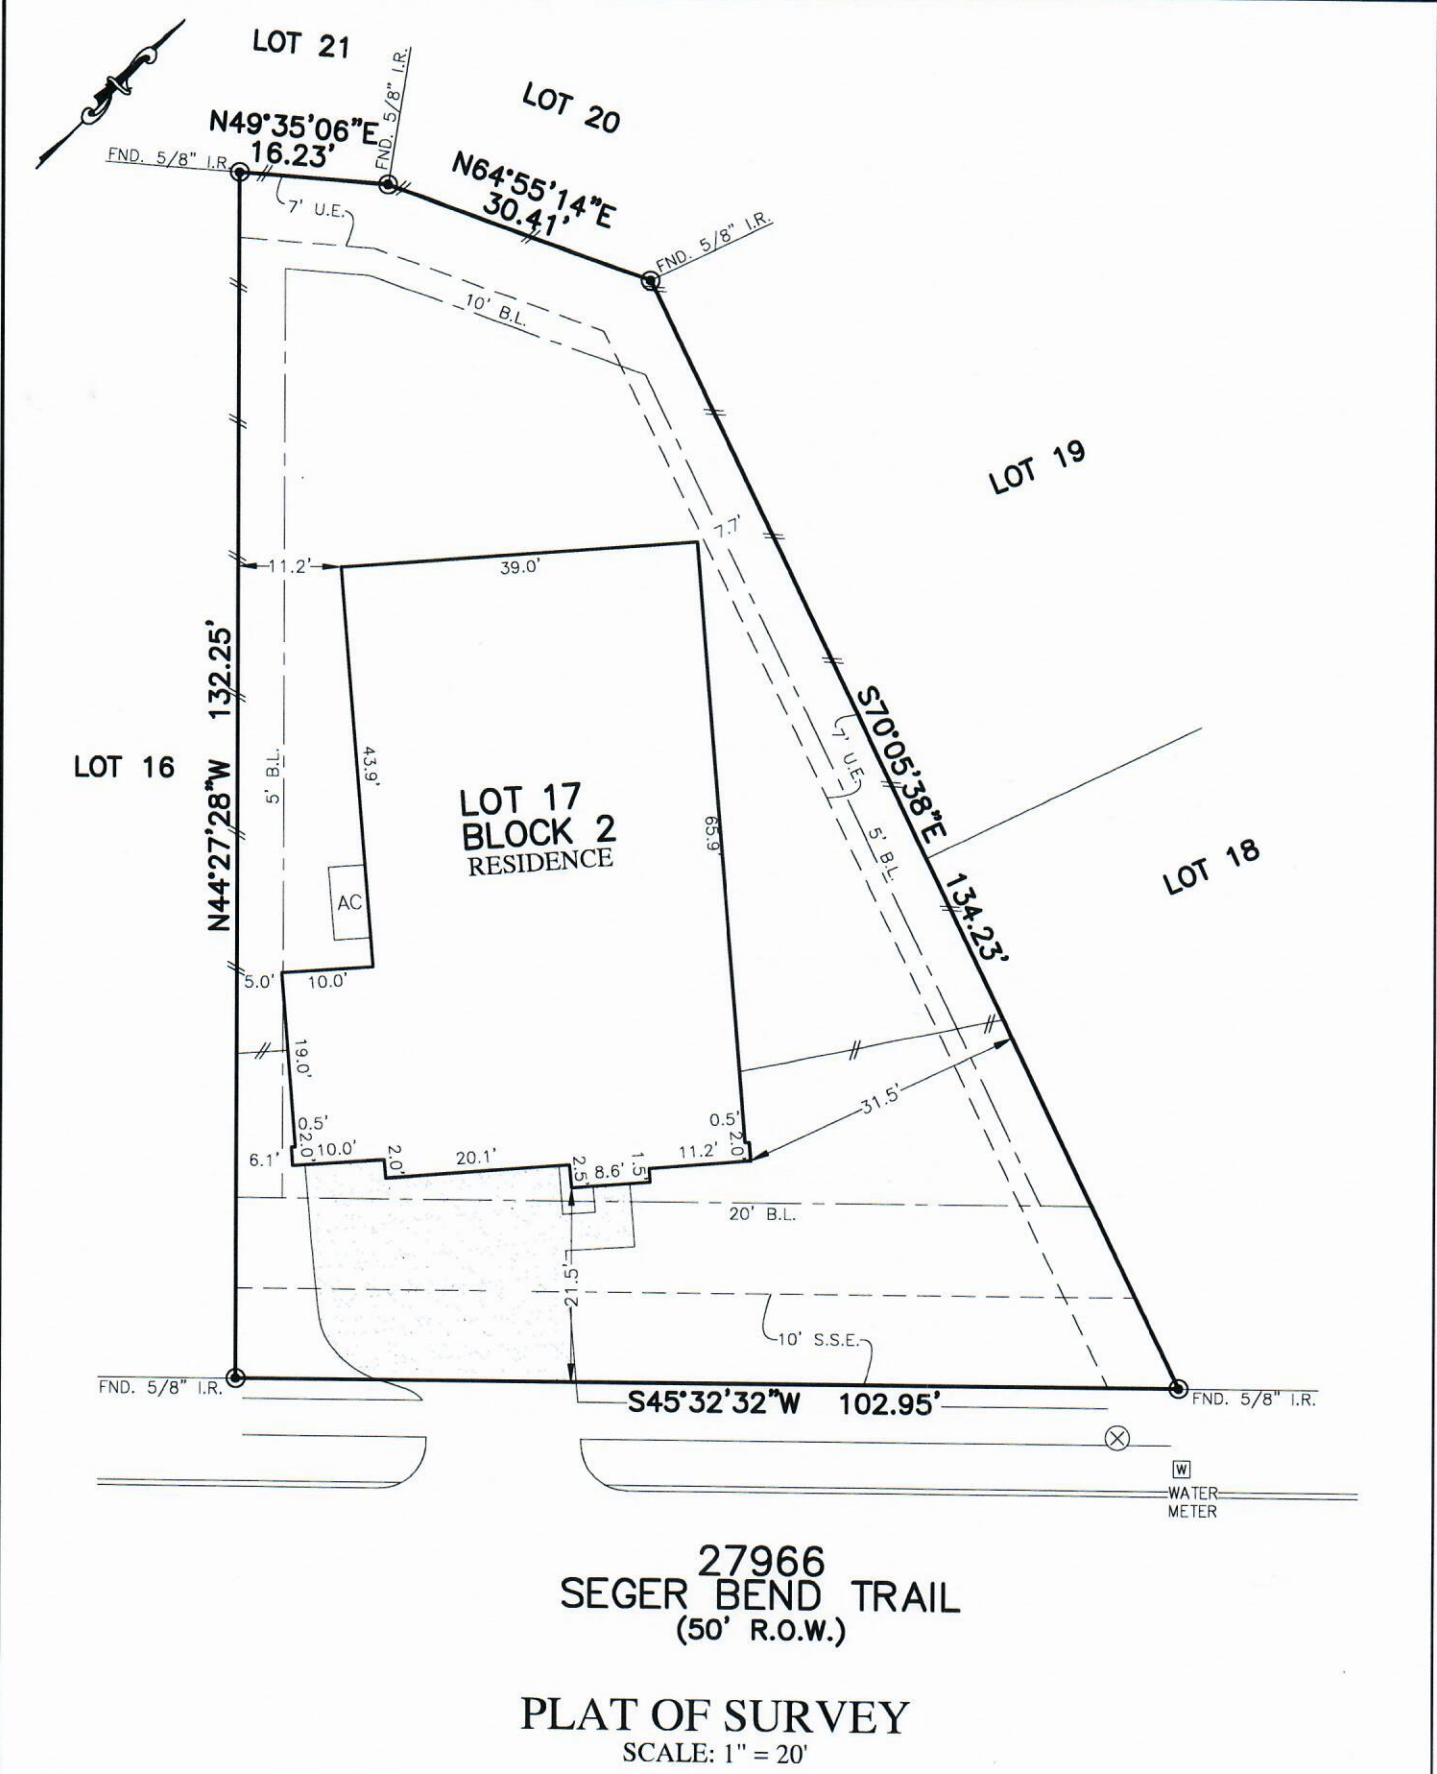 LOT 21
FND. 5/8" I.R.
LOT 20
N49°35'06"E
16.23'
FND. 5/8" I.R.
N64°55'14"E
30.41'
FND. 5/8" I.R.
7' U.E.
10' B.L.
LOT 19
7.7'
11.2'
39.0'
N44°27'28"W 132.25'
S70°05'38"E 134.23'
LOT 16
5' B.L.
43.9'
LOT 17
BLOCK 2
RESIDENCE
65.9'
7' U.E.
5' B.L.
LOT 18
AC
5.0'
10.0'
19.0'
31.5'
0.5'
2.0'
10.0'
6.1'
2.0'
20.1'
2.5'
8.6'
1.5'
11.2'
0.5'
2.0'
20' B.L.
21.5'
10' S.S.E.
FND. 5/8" I.R.
S45°32'32"W 102.95'
FND. 5/8" I.R.
W
WATER
METER
27966
SEGER BEND TRAIL
(50' R.O.W.)
PLAT OF SURVEY
SCALE: 1" = 20'